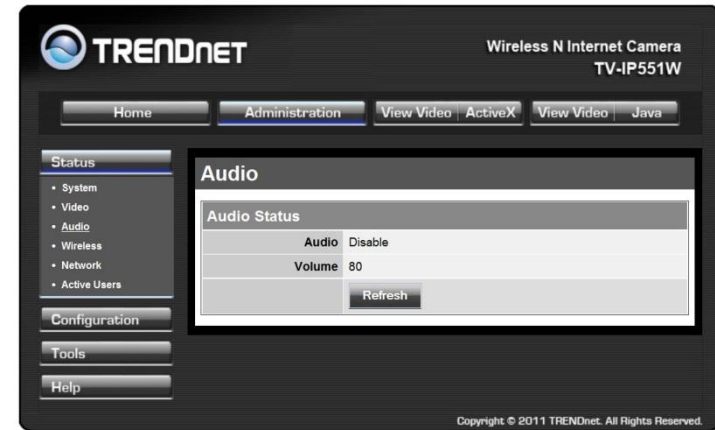 TRENDNET
Wireless N Internet Camera
TV-IP551W
Home
Administration
View Video | ActiveX
View Video | Java
Status
• System
• Video
• Audio
• Wireless
• Network
• Active Users
Configuration
Tools
Help
Audio
Audio Status
Audio Disable
Volume 80
Refresh
Copyright © 2011 TRENDnet. All Rights Reserved.